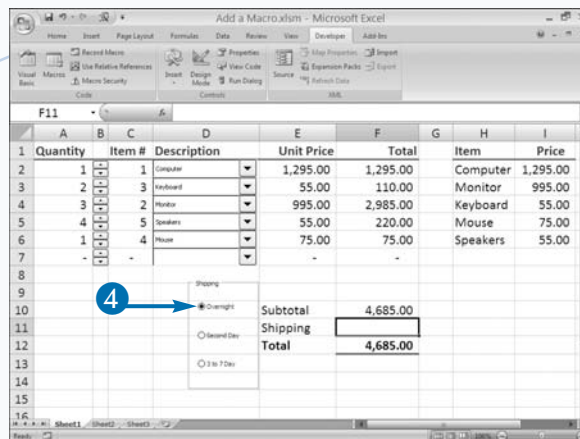 Add a Macro.xlsm - Microsoft Excel
Home Insert Page Layout Formulas Data Review View Developer Add-Ins
Visual Basic Macros Record Macro Use Relative References Macro Security Insert Design Mode Properties View Code Run Dialog Source Map Properties Expansion Packs Refresh Data Import Export
Code Controls XML
F11 fx
A B C D E F G H I
1 Quantity Item # Description Unit Price Total Item Price
2 1 1 Computer 1,295.00 1,295.00 Computer 1,295.00
3 2 3 Keyboard 55.00 110.00 Monitor 995.00
4 3 2 Monitor 995.00 2,985.00 Keyboard 55.00
5 4 5 Speakers 55.00 220.00 Mouse 75.00
6 1 4 Mouse 75.00 75.00 Speakers 55.00
7 - - - -
8
Shipping
9
4
10 Overnight Subtotal 4,685.00
11 Second Day Shipping
12 Total 4,685.00
13 3 to 7 Day
14
15
16
Sheet1 Sheet2 Sheet3
Ready 100%